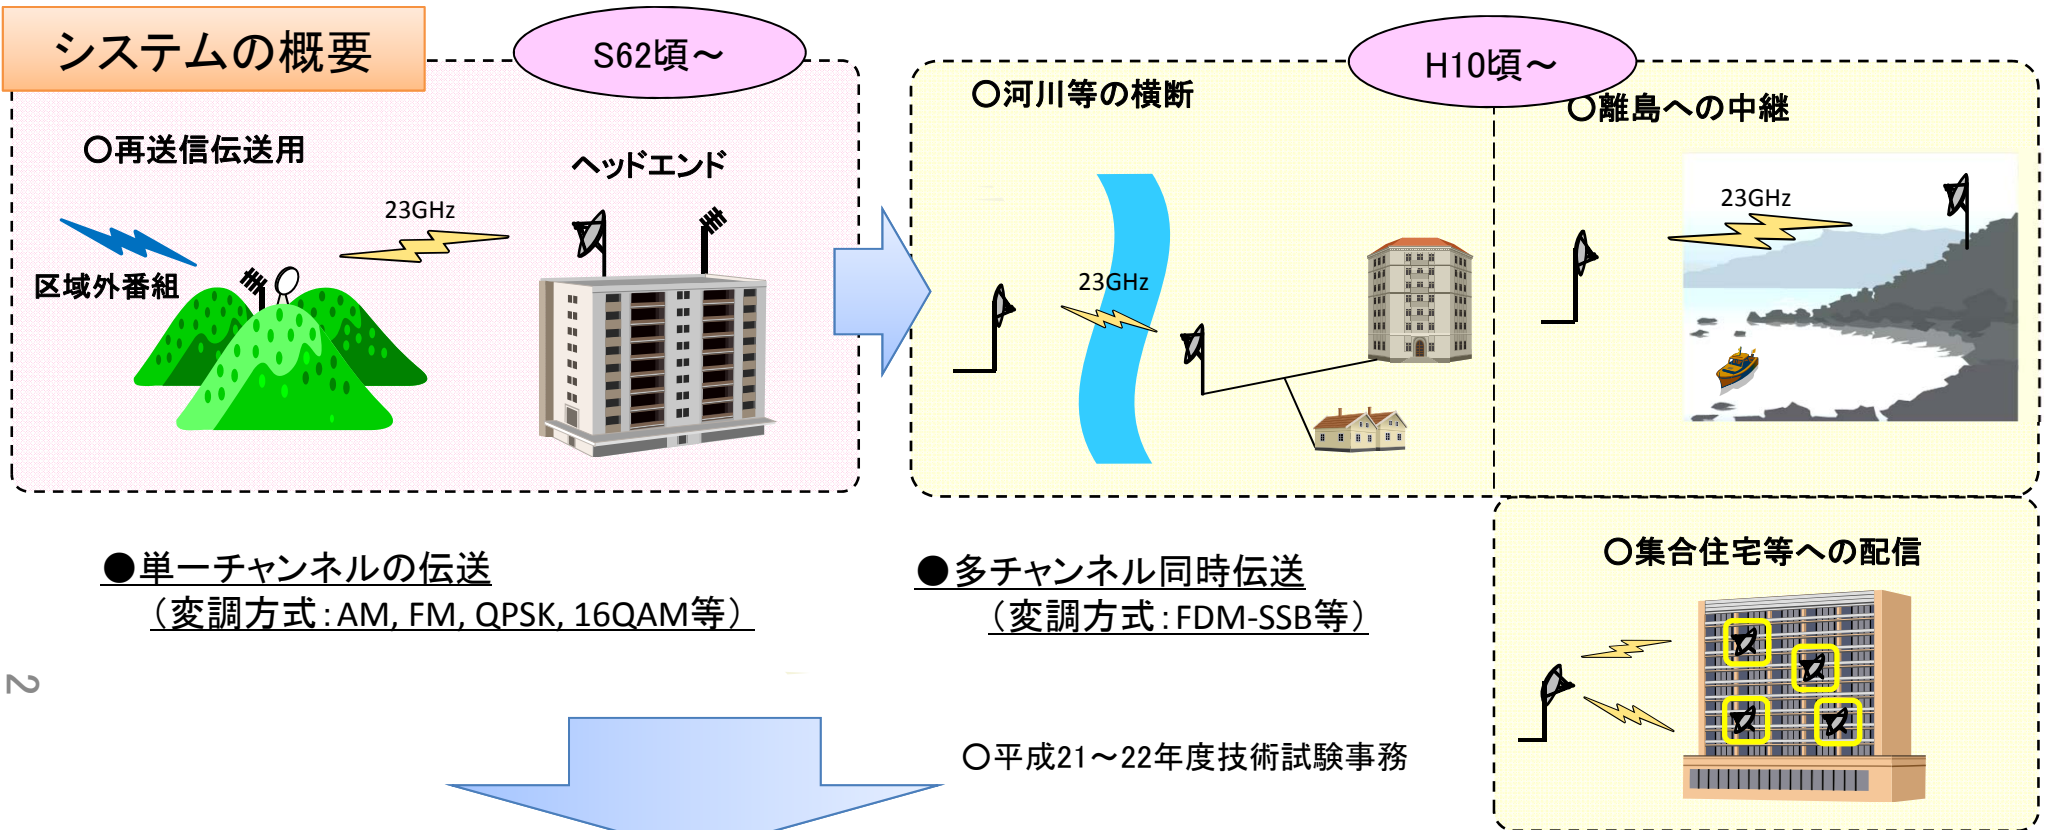 システムの概要
S62頃～
○再送信伝送用
ヘッドエンド
23GHz
区域外番組
●単一チャンネルの伝送
（変調方式：AM, FM, QPSK, 16QAM等）
H10頃～
○河川等の横断
23GHz
○離島への中継
23GHz
●多チャンネル同時伝送
（変調方式：FDM-SSB等）
○集合住宅等への配信
○平成21～22年度技術試験事務
2